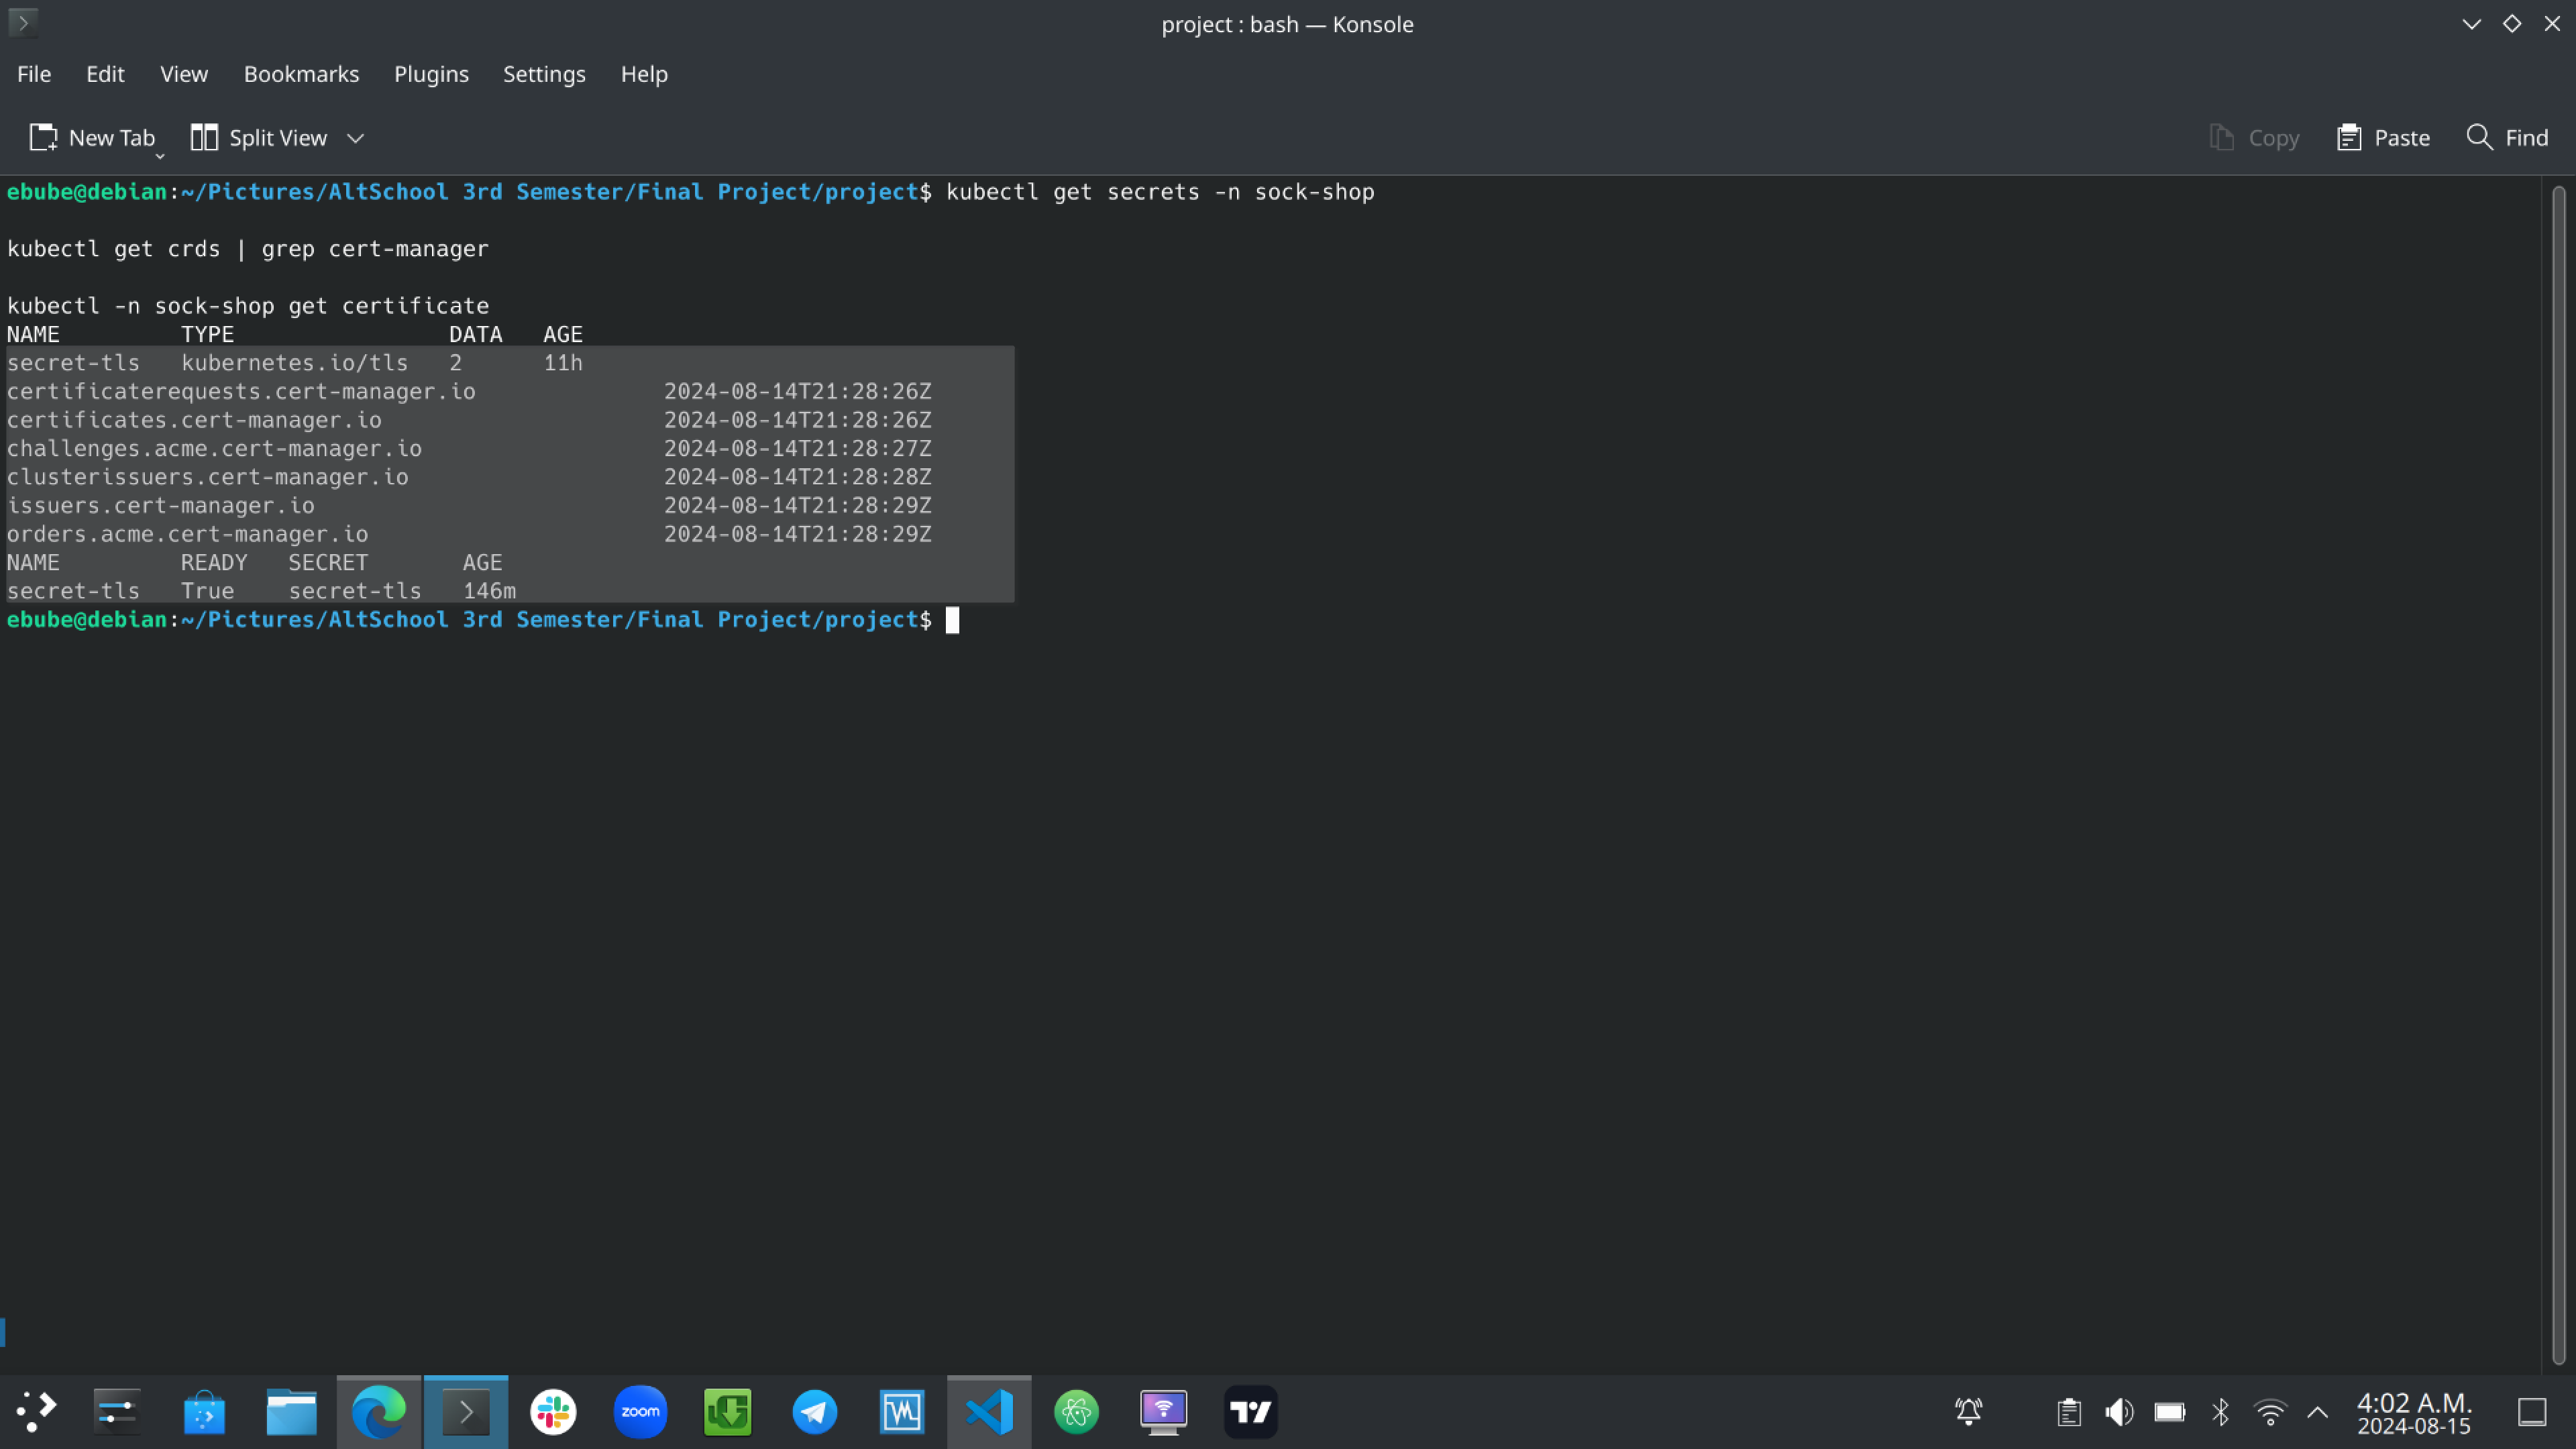 project : bash — Konsole
File Edit View Bookmarks Plugins Settings Help
New Tab Split View Copy Paste Find
ebube@debian:~/Pictures/AltSchool 3rd Semester/Final Project/project$ kubectl get secrets -n sock-shop
kubectl get crds | grep cert-manager
kubectl -n sock-shop get certificate
NAME TYPE DATA AGE
secret-tls kubernetes.io/tls 2 11h
certificaterequests.cert-manager.io 2024-08-14T21:28:26Z
certificates.cert-manager.io 2024-08-14T21:28:26Z
challenges.acme.cert-manager.io 2024-08-14T21:28:27Z
clusterissuers.cert-manager.io 2024-08-14T21:28:28Z
issuers.cert-manager.io 2024-08-14T21:28:29Z
orders.acme.cert-manager.io 2024-08-14T21:28:29Z
NAME READY SECRET AGE
secret-tls True secret-tls 146m
ebube@debian:~/Pictures/AltSchool 3rd Semester/Final Project/project$
zoom
4:02 A.M.
2024-08-15